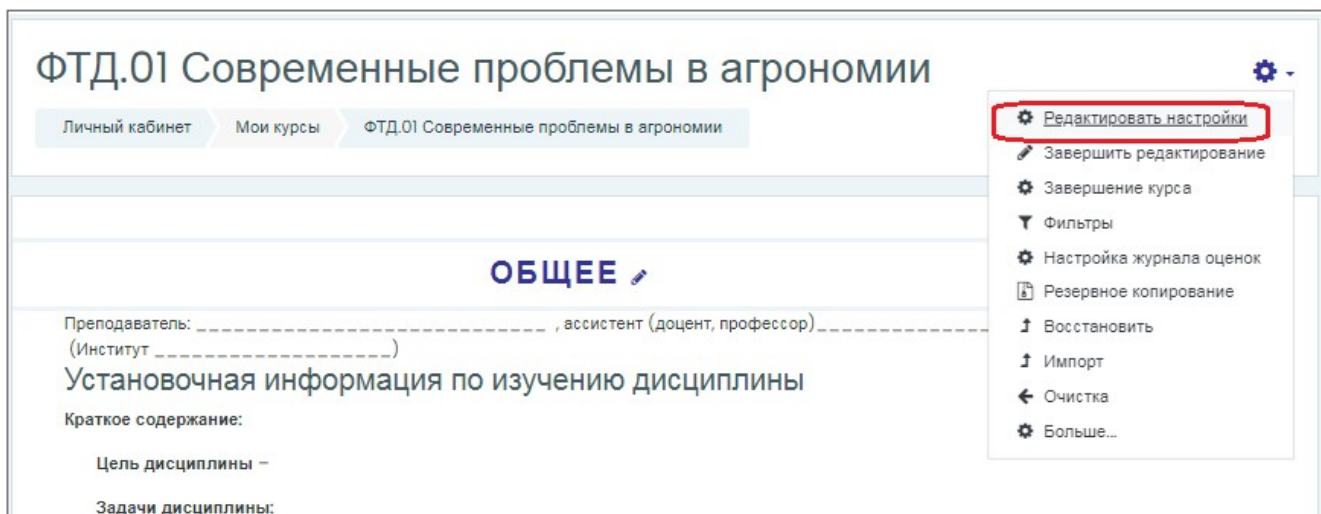 ФТД.01 Современные проблемы в агрономии
Личный кабинет Мои курсы ФТД.01 Современные проблемы в агрономии
Редактировать настройки
Завершить редактирование
Завершение курса
Фильтры
Настройка журнала оценок
Резервное копирование
Восстановить
Импорт
Очистка
Больше...
ОБЩЕЕ
Преподаватель: ____________________________ , ассистент (доцент, профессор)______________
(Институт ___________________)
Установочная информация по изучению дисциплины
Краткое содержание:
Цель дисциплины –
Задачи дисциплины: